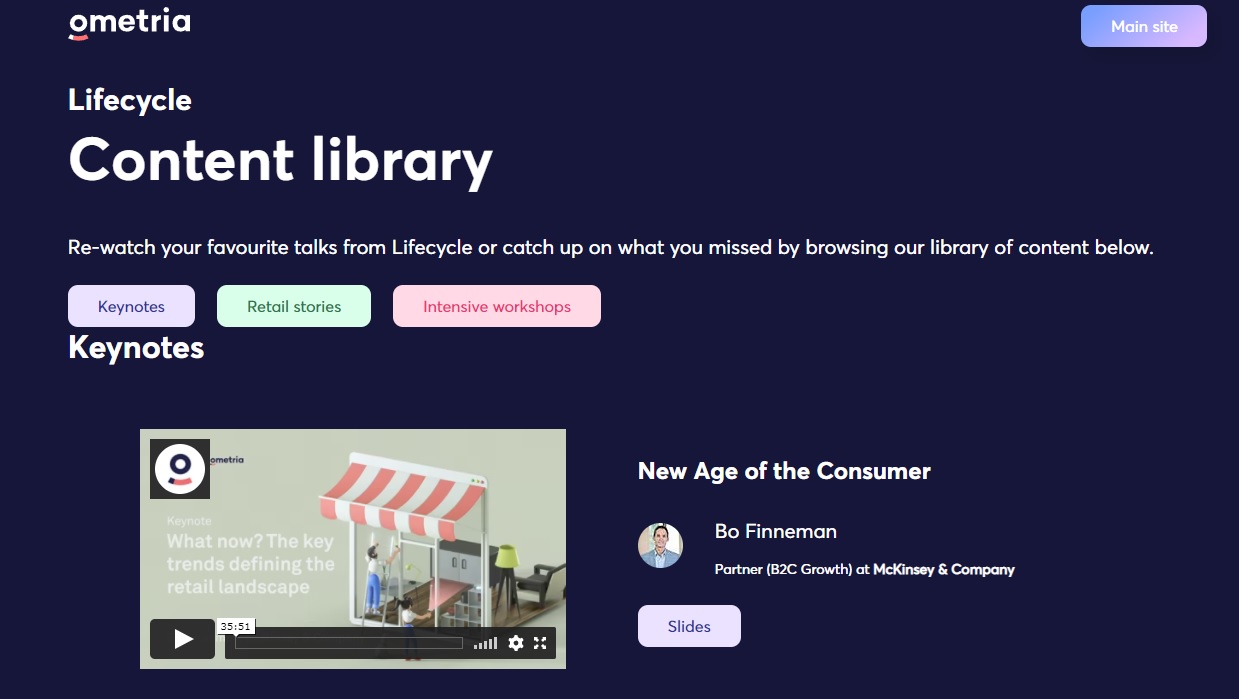 ometria
Main site
Lifecycle
Content library
Re-watch your favourite talks from Lifecycle or catch up on what you missed by browsing our library of content below.
Keynotes
Retail stories
Intensive workshops
Keynotes
ometria
Keynote
What now? The key
trends defining the
retail landscape
35:51
New Age of the Consumer
Bo Finneman
Partner (B2C Growth) at McKinsey & Company
Slides